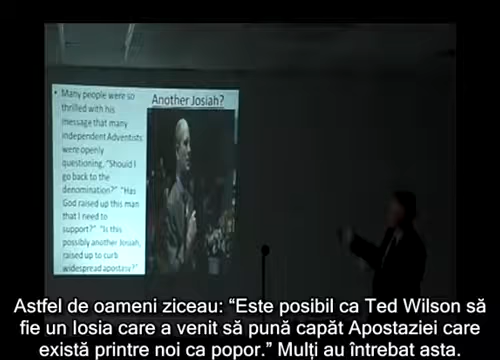 • Many people were so
thrilled with his
message that many
independent Adventists
were openly
questioning, "Should I
go back to the
denomination?" "Has
God raised up this man
that I need to
support?" "Is this
possibly another Josiah,
raised up to curb
widespread apostasy?"
Another Josiah?
Astfel de oameni ziceau: “Este posibil ca Ted Wilson să
fie un Iosia care a venit să pună capăt Apostaziei care
există printre noi ca popor.” Mulți au întrebat asta.